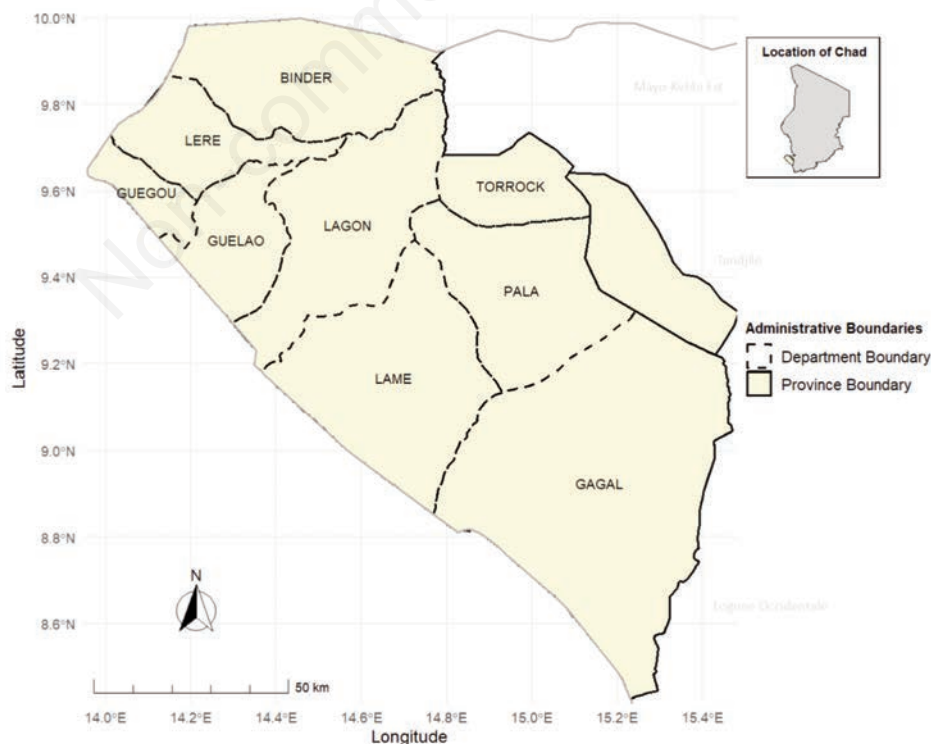 10.0°N
9.8°N
9.6°N
9.4°N
9.2°N
9.0°N
8.8°N
8.6°N
Latitude
14.0°E 14.2°E 14.4°E 14.6°E 14.8°E 15.0°E 15.2°E 15.4°E
Longitude
BINDER
LERE
GUEGOU
GUELAO
LAGON
TORROCK
PALA
LAME
GAGAL
Mayo Kebbi Est
Tandjilé
Logone Occidentale
N
50 km
Location of Chad
Administrative Boundaries
Department Boundary
Province Boundary